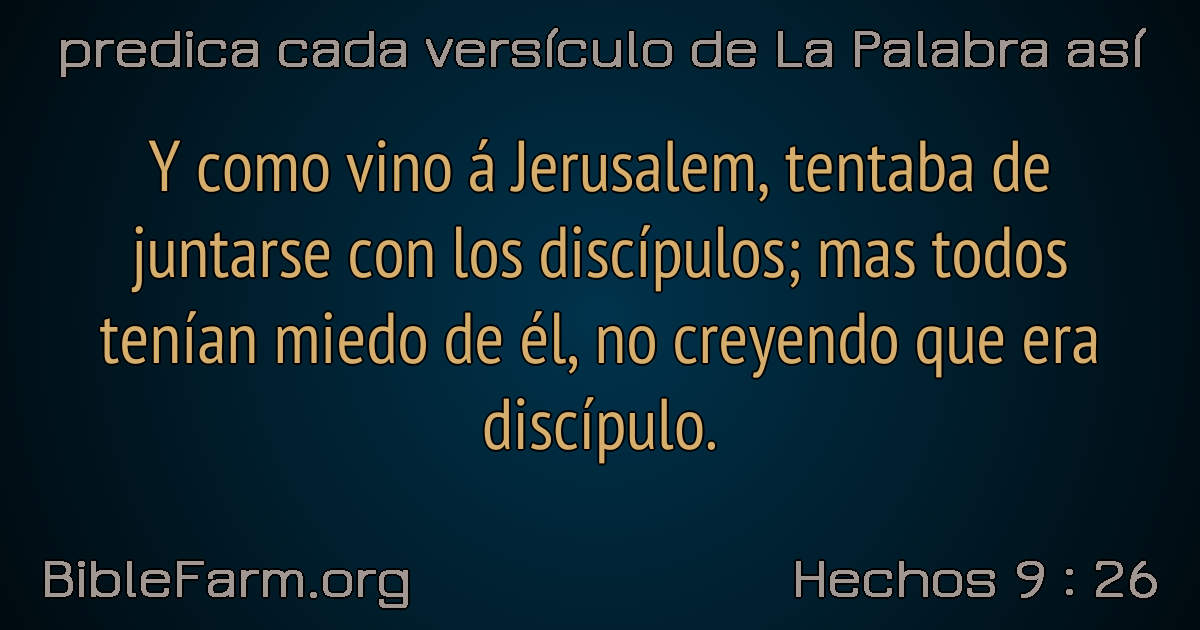 predica cada versículo de La Palabra así
Y como vino á Jerusalem, tentaba de
juntarse con los discípulos; mas todos
tenían miedo de él, no creyendo que era
discípulo.
BibleFarm.org
Hechos 9 : 26